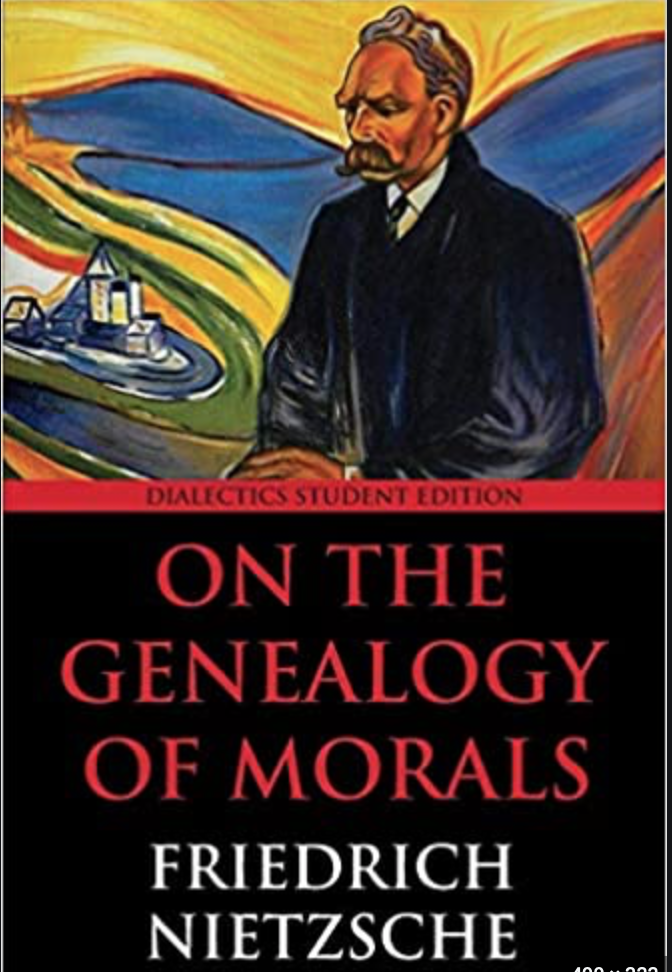 DIALECTICS STUDENT EDITION
ON THE
GENEALOGY
OF MORALS
FRIEDRICH
NIETZSCHE